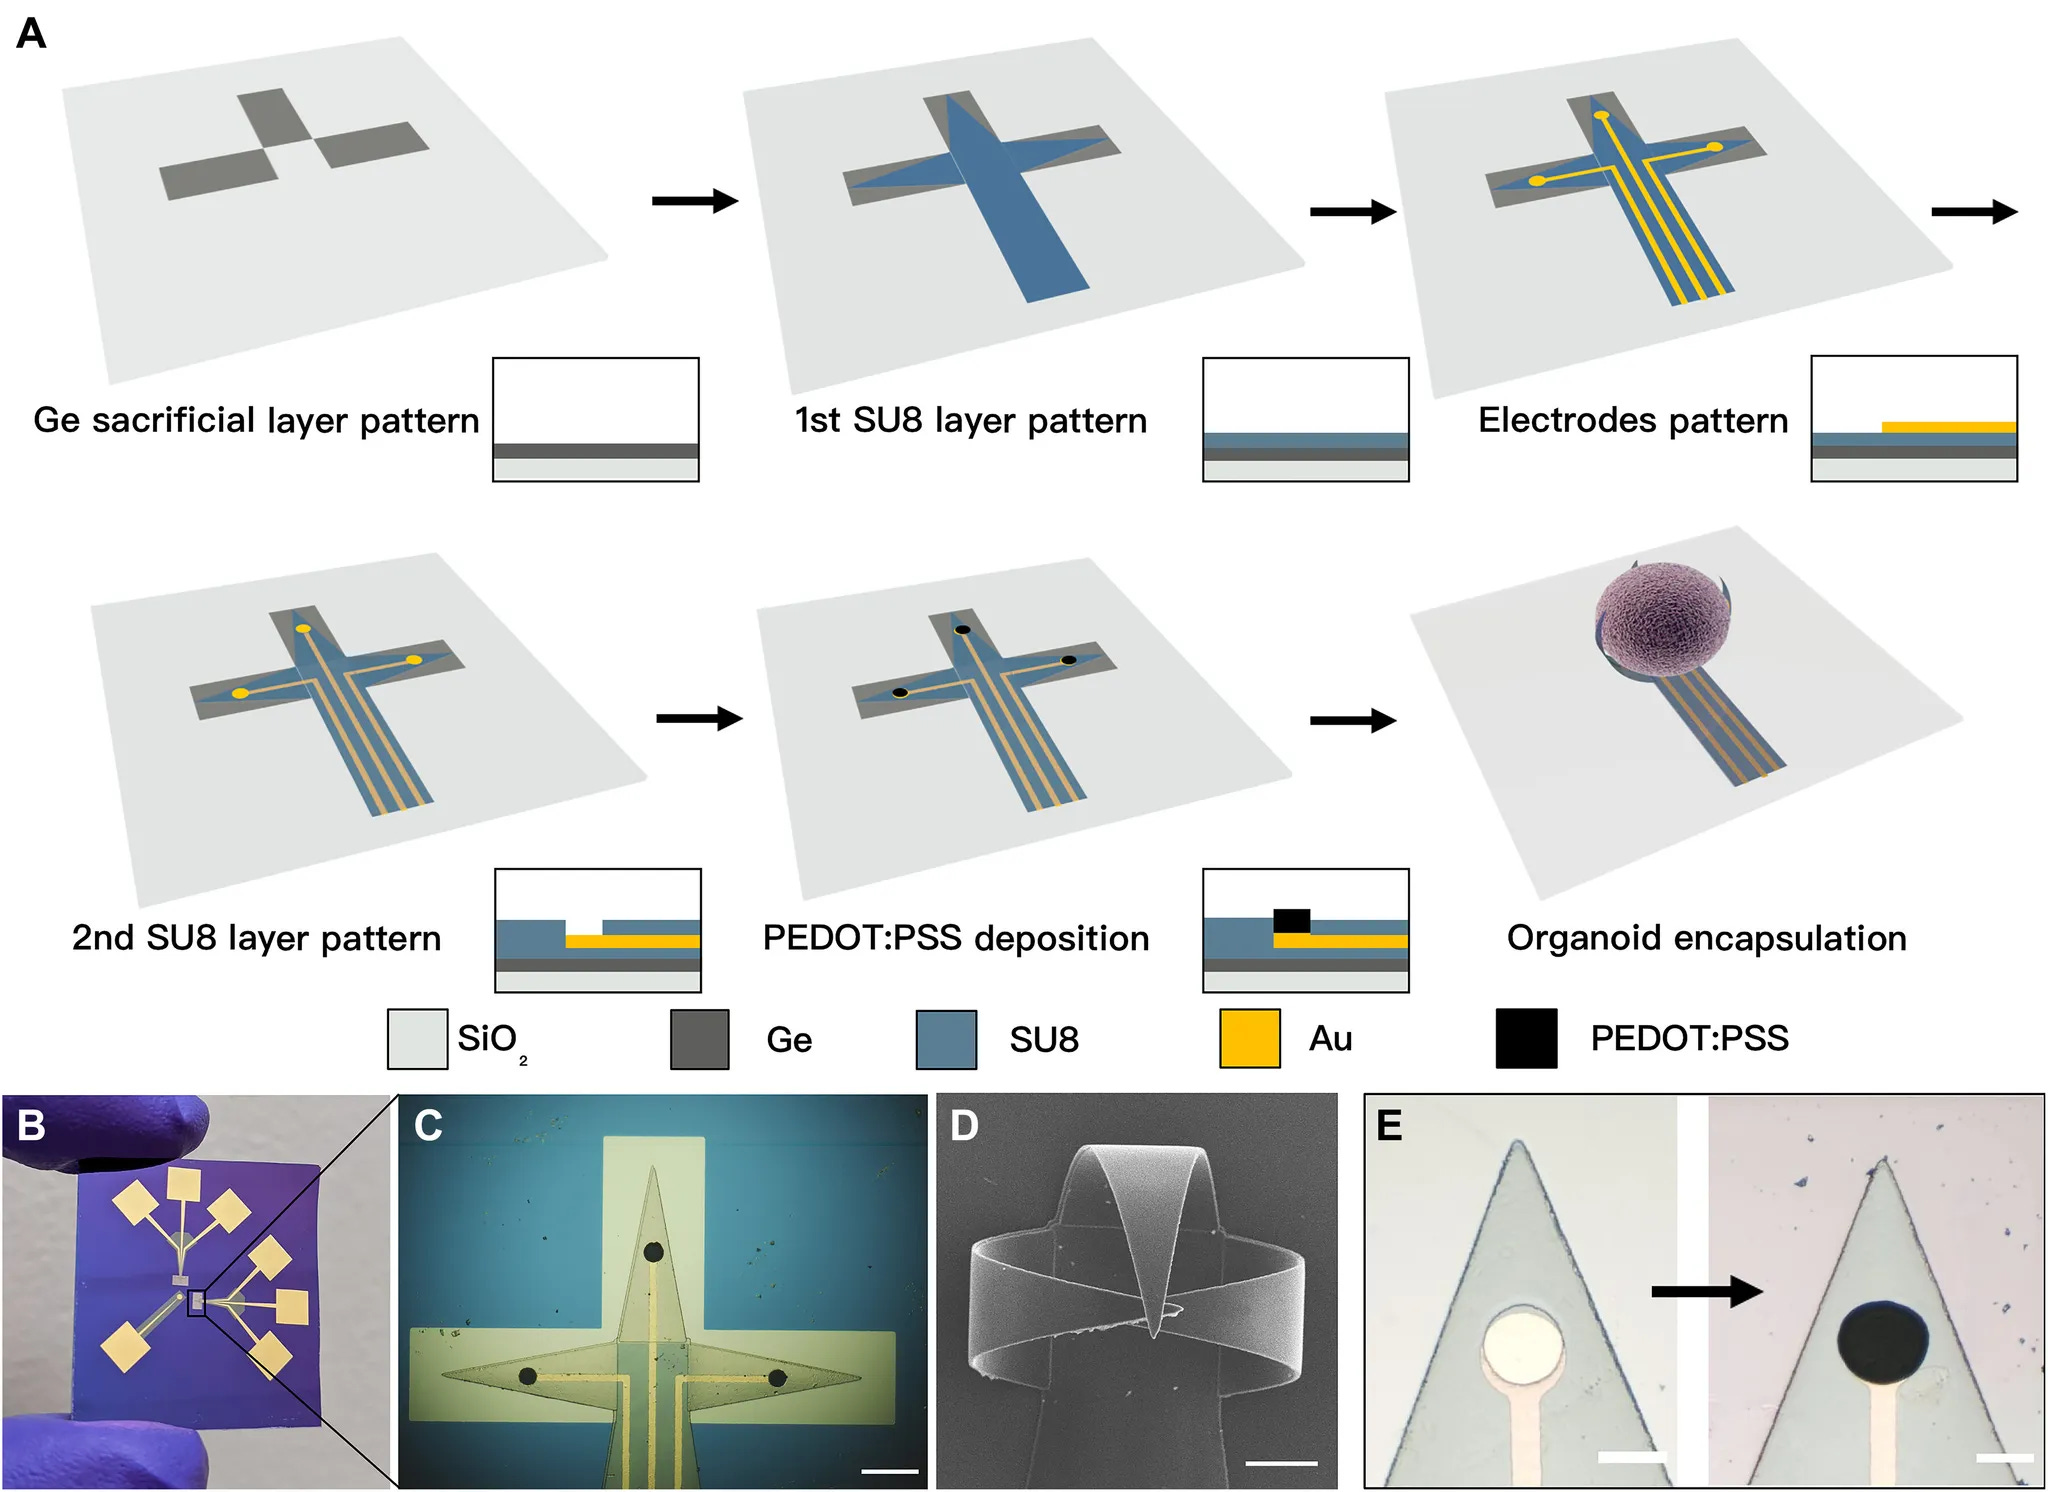 A
Ge sacrificial layer pattern
1st SU8 layer pattern
Electrodes pattern
2nd SU8 layer pattern
PEDOT:PSS deposition
Organoid encapsulation
SiO₂
Ge
SU8
Au
PEDOT:PSS
B
C
D
E